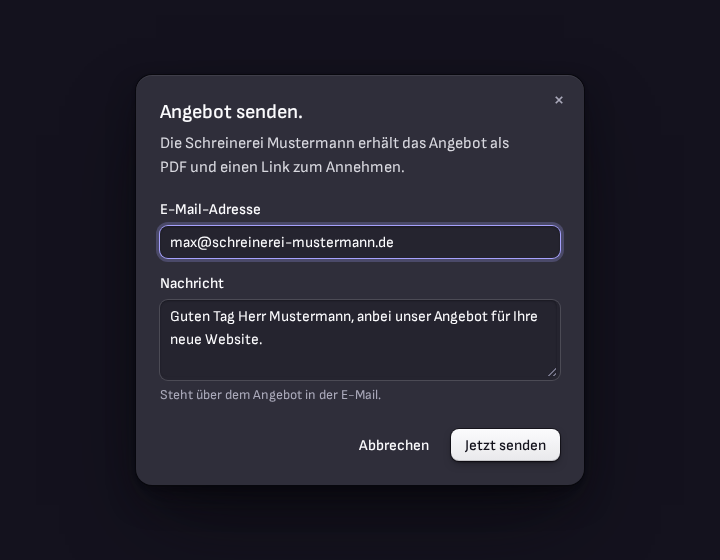 Angebot senden.
×
Die Schreinerei Mustermann erhält das Angebot als
PDF und einen Link zum Annehmen.
E-Mail-Adresse
max@schreinerei-mustermann.de
Nachricht
Guten Tag Herr Mustermann, anbei unser Angebot für Ihre
neue Website.
Steht über dem Angebot in der E-Mail.
Abbrechen
Jetzt senden